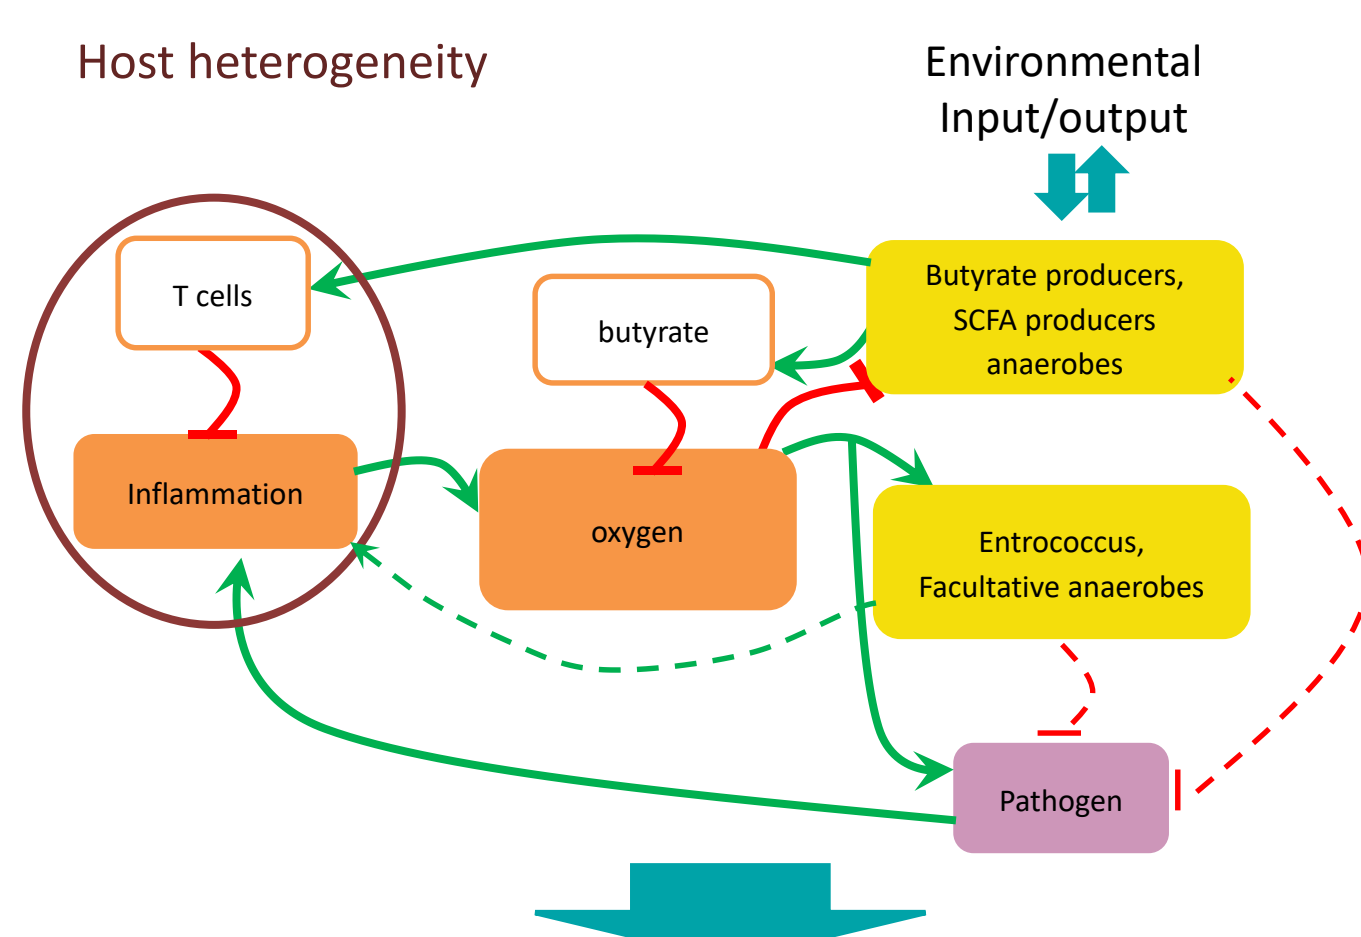 Host heterogeneity
Environmental
Input/output
T cells
butyrate
Butyrate producers,
SCFA producers
anaerobes
Inflammation
oxygen
Entrococcus,
Facultative anaerobes
Pathogen